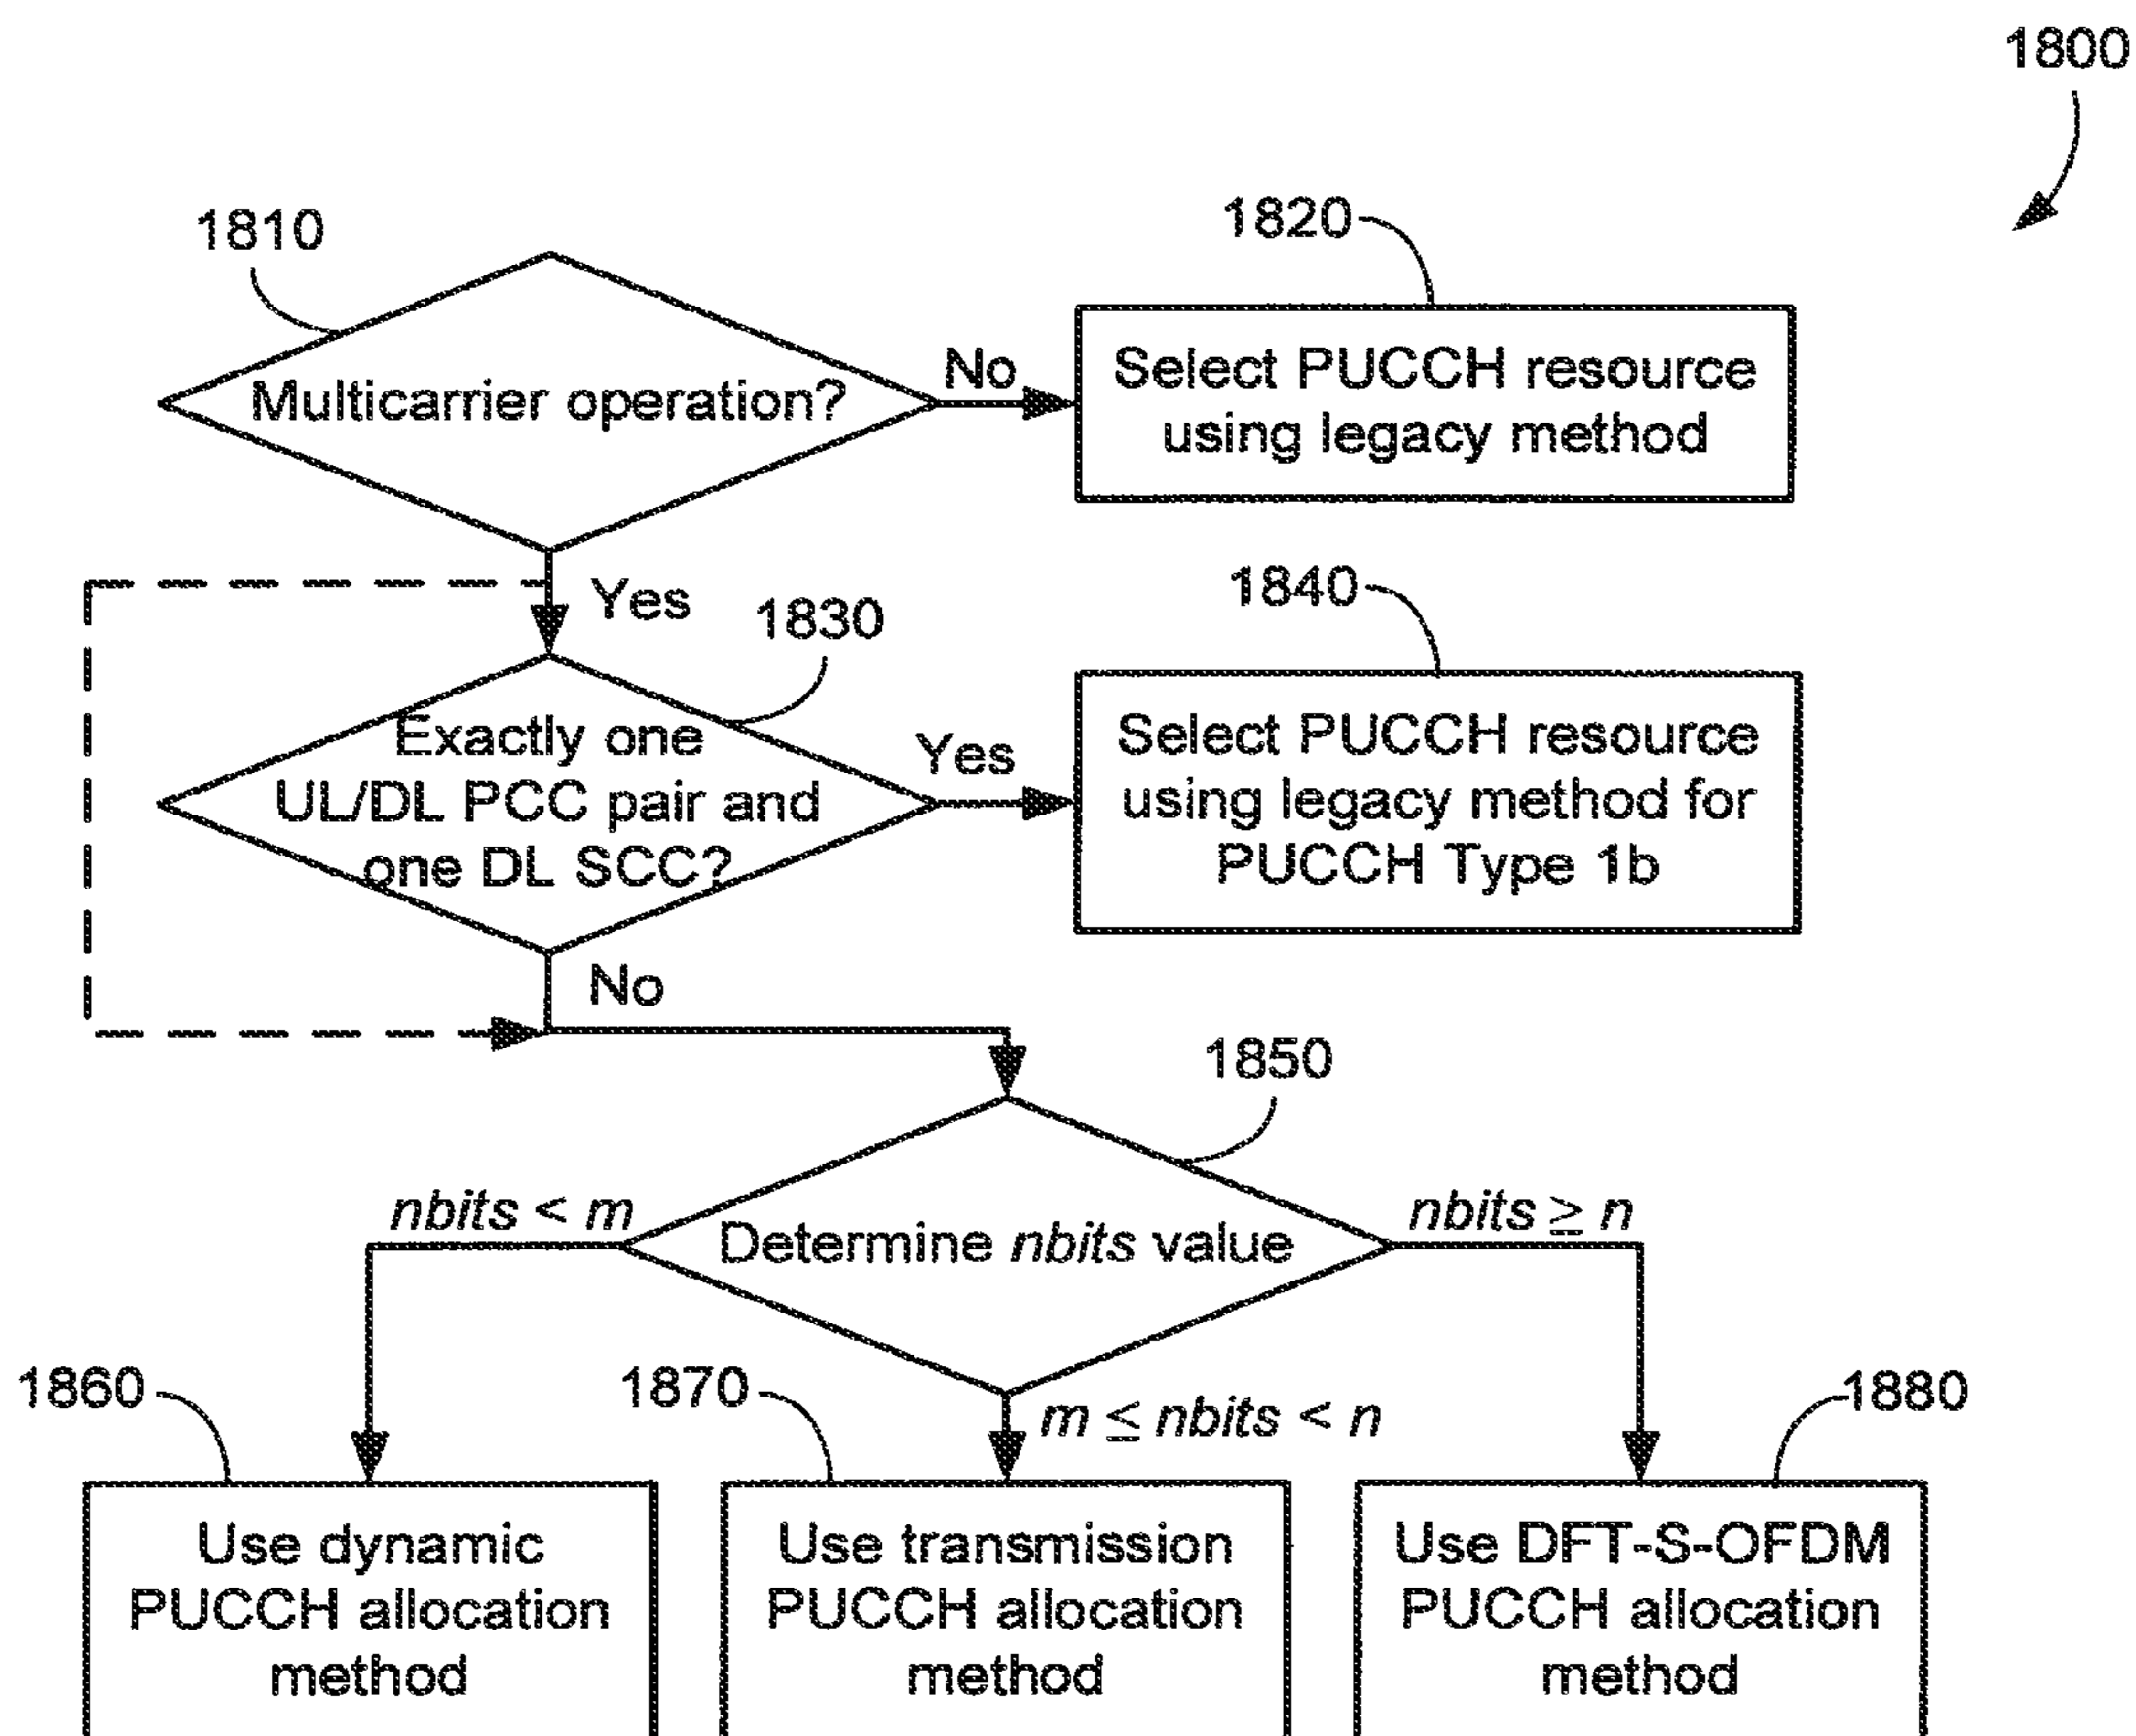 1800
1810
1820
Multicarrier operation?
No
Select PUCCH resource
using legacy method
Yes
1830
1840
Exactly one
UL/DL PCC pair and
one DL SCC?
Yes
Select PUCCH resource
using legacy method for
PUCCH Type 1b
No
1850
nbits < m
Determine nbits value
nbits ≥ n
1860
1870
m ≤ nbits < n
1880
Use dynamic
PUCCH allocation
method
Use transmission
PUCCH allocation
method
Use DFT-S-OFDM
PUCCH allocation
method